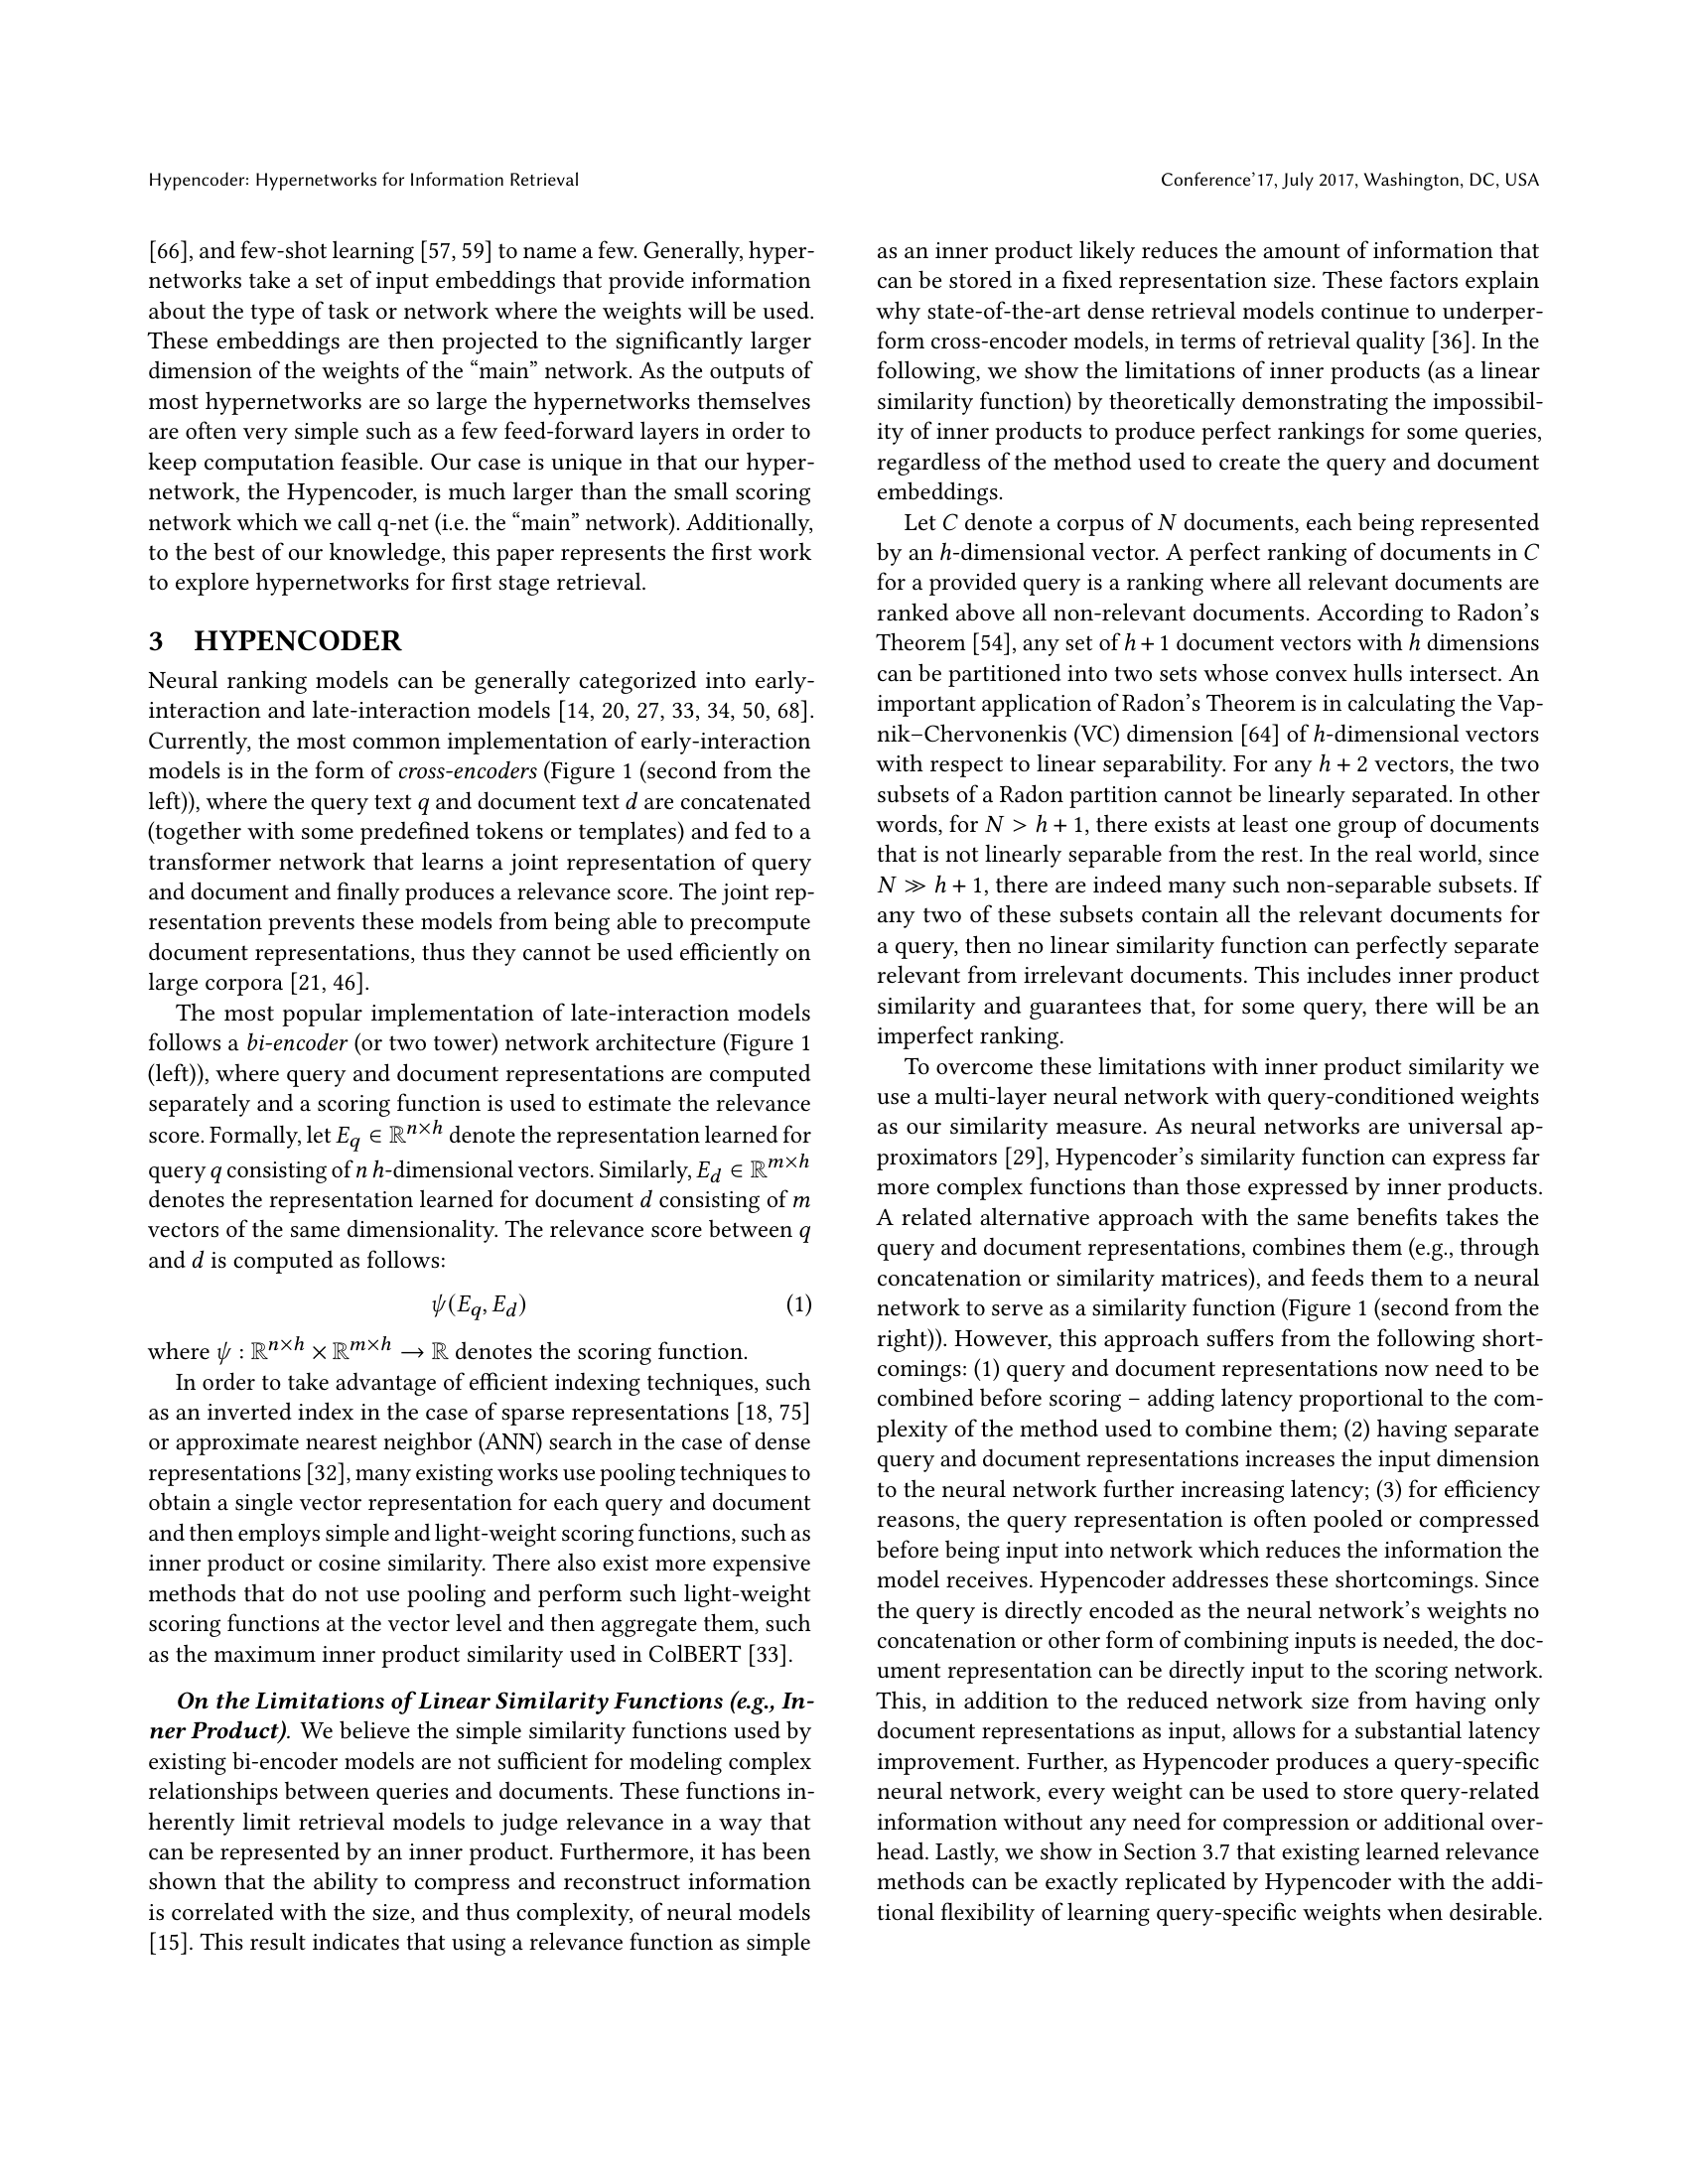 Hypencoder: Hypernetworks for Information Retrieval
Conference'17, July 2017, Washington, DC, USA
[66], and few-shot learning [57, 59] to name a few. Generally, hyper-
networks take a set of input embeddings that provide information
about the type of task or network where the weights will be used.
These embeddings are then projected to the significantly larger
dimension of the weights of the “main” network. As the outputs of
most hypernetworks are so large the hypernetworks themselves
are often very simple such as a few feed-forward layers in order to
keep computation feasible. Our case is unique in that our hyper-
network, the Hypencoder, is much larger than the small scoring
network which we call q-net (i.e. the “main” network). Additionally,
to the best of our knowledge, this paper represents the first work
to explore hypernetworks for first stage retrieval.
3 HYPENCODER
Neural ranking models can be generally categorized into early-
interaction and late-interaction models [14, 20, 27, 33, 34, 50, 68].
Currently, the most common implementation of early-interaction
models is in the form of cross-encoders (Figure 1 (second from the
left)), where the query text q and document text d are concatenated
(together with some predefined tokens or templates) and fed to a
transformer network that learns a joint representation of query
and document and finally produces a relevance score. The joint rep-
resentation prevents these models from being able to precompute
document representations, thus they cannot be used efficiently on
large corpora [21, 46].
The most popular implementation of late-interaction models
follows a bi-encoder (or two tower) network architecture (Figure 1
(left)), where query and document representations are computed
separately and a scoring function is used to estimate the relevance
score. Formally, let E_q ∈ ℝ^{n×h} denote the representation learned for
query q consisting of n h-dimensional vectors. Similarly, E_d ∈ ℝ^{m×h}
denotes the representation learned for document d consisting of m
vectors of the same dimensionality. The relevance score between q
and d is computed as follows:
ψ(E_q, E_d) (1)
where ψ : ℝ^{n×h} × ℝ^{m×h} → ℝ denotes the scoring function.
In order to take advantage of efficient indexing techniques, such
as an inverted index in the case of sparse representations [18, 75]
or approximate nearest neighbor (ANN) search in the case of dense
representations [32], many existing works use pooling techniques to
obtain a single vector representation for each query and document
and then employs simple and light-weight scoring functions, such as
inner product or cosine similarity. There also exist more expensive
methods that do not use pooling and perform such light-weight
scoring functions at the vector level and then aggregate them, such
as the maximum inner product similarity used in ColBERT [33].
On the Limitations of Linear Similarity Functions (e.g., In-
ner Product). We believe the simple similarity functions used by
existing bi-encoder models are not sufficient for modeling complex
relationships between queries and documents. These functions in-
herently limit retrieval models to judge relevance in a way that
can be represented by an inner product. Furthermore, it has been
shown that the ability to compress and reconstruct information
is correlated with the size, and thus complexity, of neural models
[15]. This result indicates that using a relevance function as simple
as an inner product likely reduces the amount of information that
can be stored in a fixed representation size. These factors explain
why state-of-the-art dense retrieval models continue to underper-
form cross-encoder models, in terms of retrieval quality [36]. In the
following, we show the limitations of inner products (as a linear
similarity function) by theoretically demonstrating the impossibil-
ity of inner products to produce perfect rankings for some queries,
regardless of the method used to create the query and document
embeddings.
Let C denote a corpus of N documents, each being represented
by an h-dimensional vector. A perfect ranking of documents in C
for a provided query is a ranking where all relevant documents are
ranked above all non-relevant documents. According to Radon's
Theorem [54], any set of h + 1 document vectors with h dimensions
can be partitioned into two sets whose convex hulls intersect. An
important application of Radon's Theorem is in calculating the Vap-
nik–Chervonenkis (VC) dimension [64] of h-dimensional vectors
with respect to linear separability. For any h + 2 vectors, the two
subsets of a Radon partition cannot be linearly separated. In other
words, for N > h + 1, there exists at least one group of documents
that is not linearly separable from the rest. In the real world, since
N ≫ h + 1, there are indeed many such non-separable subsets. If
any two of these subsets contain all the relevant documents for
a query, then no linear similarity function can perfectly separate
relevant from irrelevant documents. This includes inner product
similarity and guarantees that, for some query, there will be an
imperfect ranking.
To overcome these limitations with inner product similarity we
use a multi-layer neural network with query-conditioned weights
as our similarity measure. As neural networks are universal ap-
proximators [29], Hypencoder's similarity function can express far
more complex functions than those expressed by inner products.
A related alternative approach with the same benefits takes the
query and document representations, combines them (e.g., through
concatenation or similarity matrices), and feeds them to a neural
network to serve as a similarity function (Figure 1 (second from the
right)). However, this approach suffers from the following short-
comings: (1) query and document representations now need to be
combined before scoring – adding latency proportional to the com-
plexity of the method used to combine them; (2) having separate
query and document representations increases the input dimension
to the neural network further increasing latency; (3) for efficiency
reasons, the query representation is often pooled or compressed
before being input into network which reduces the information the
model receives. Hypencoder addresses these shortcomings. Since
the query is directly encoded as the neural network's weights no
concatenation or other form of combining inputs is needed, the doc-
ument representation can be directly input to the scoring network.
This, in addition to the reduced network size from having only
document representations as input, allows for a substantial latency
improvement. Further, as Hypencoder produces a query-specific
neural network, every weight can be used to store query-related
information without any need for compression or additional over-
head. Lastly, we show in Section 3.7 that existing learned relevance
methods can be exactly replicated by Hypencoder with the addi-
tional flexibility of learning query-specific weights when desirable.